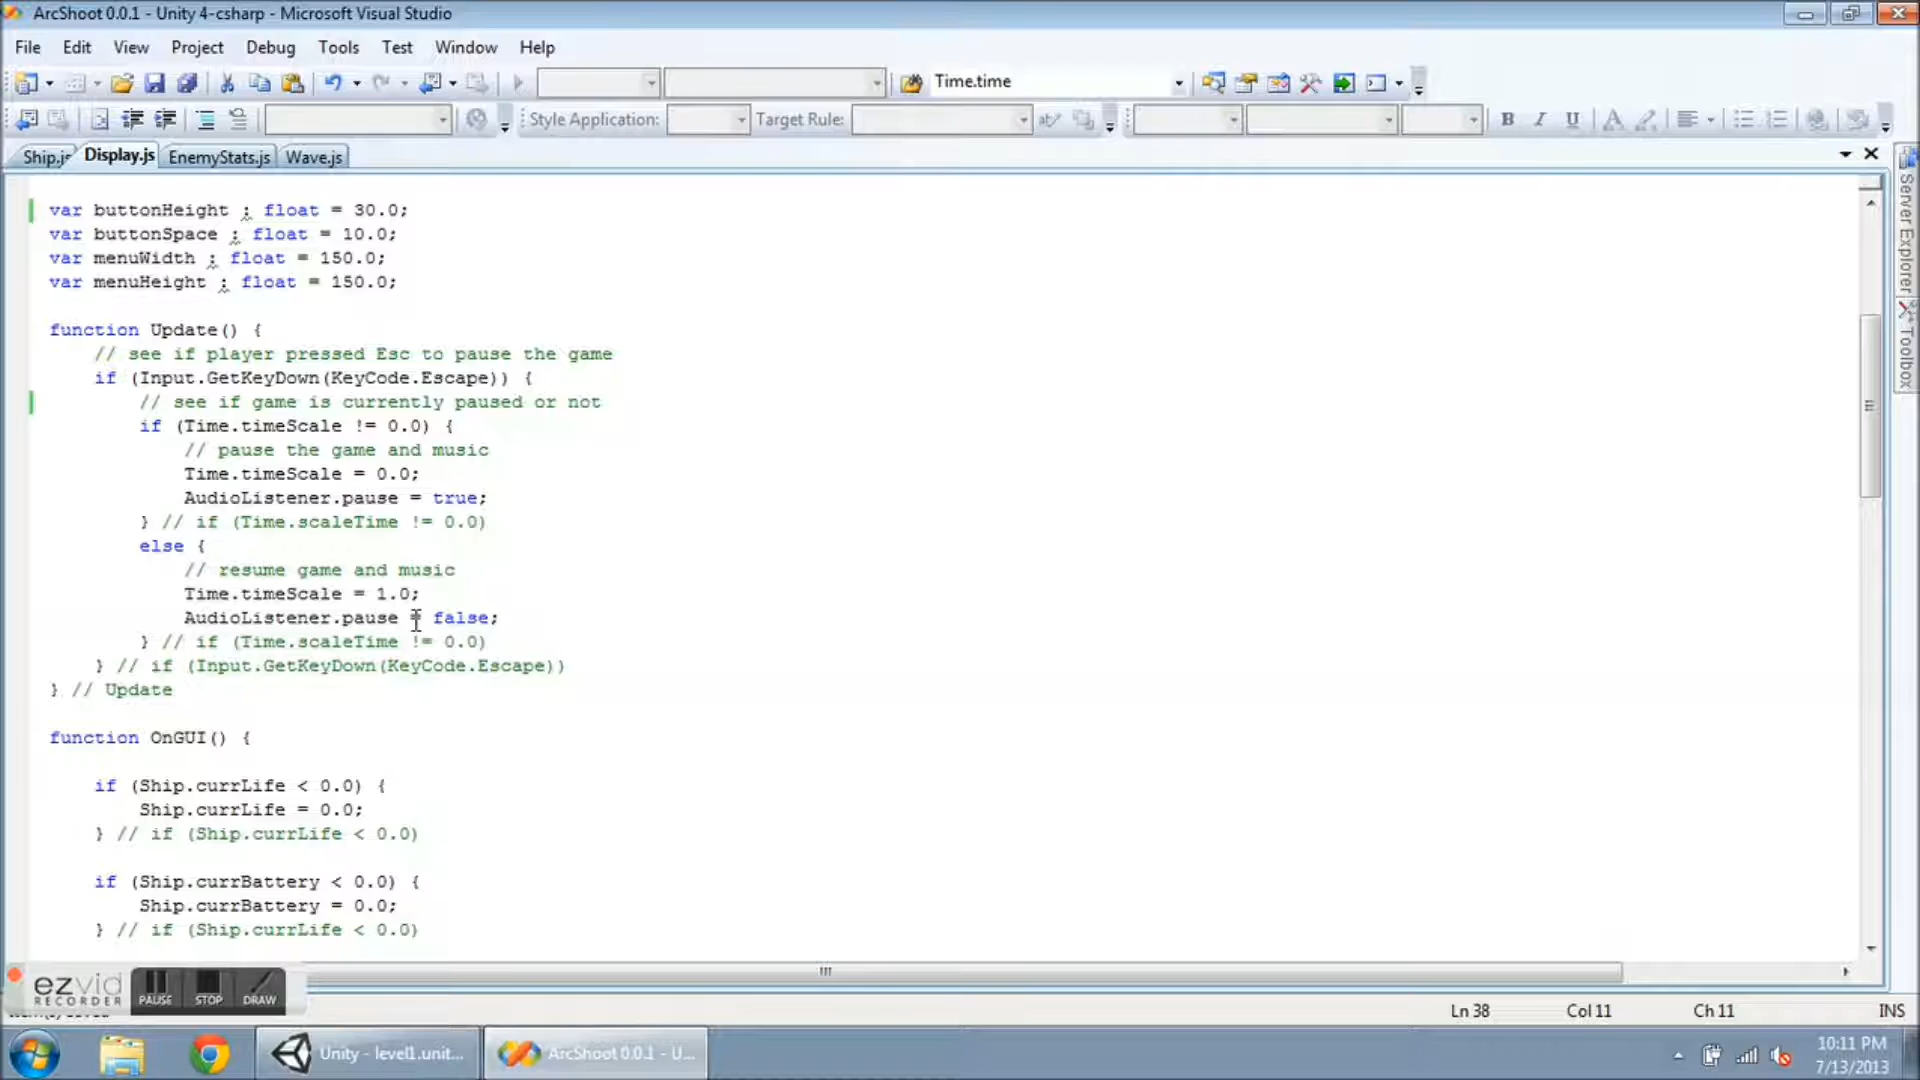 ArcShoot 0.0.1 - Unity 4-csharp - Microsoft Visual Studio
File Edit View Project Debug Tools Test Window Help
Time.time
Style Application: Target Rule: B I U A
Ship.js Display.js EnemyStats.js Wave.js
Server Explorer
Toolbox
var buttonHeight : float = 30.0;
var buttonSpace : float = 10.0;
var menuWidth : float = 150.0;
var menuHeight : float = 150.0;
function Update() {
// see if player pressed Esc to pause the game
if (Input.GetKeyDown(KeyCode.Escape)) {
// see if game is currently paused or not
if (Time.timeScale != 0.0) {
// pause the game and music
Time.timeScale = 0.0;
AudioListener.pause = true;
} // if (Time.scaleTime != 0.0)
else {
// resume game and music
Time.timeScale = 1.0;
AudioListener.pause = false;
} // if (Time.scaleTime != 0.0)
} // if (Input.GetKeyDown(KeyCode.Escape))
} // Update
function OnGUI() {
if (Ship.currLife < 0.0) {
Ship.currLife = 0.0;
} // if (Ship.currLife < 0.0)
if (Ship.currBattery < 0.0) {
Ship.currBattery = 0.0;
} // if (Ship.currLife < 0.0)
ezvid
RECORDER PAUSE STOP DRAW
Ln 38 Col 11 Ch 11 INS
Unity - level1.unit... ArcShoot 0.0.1 - U...
10:11 PM
7/13/2013